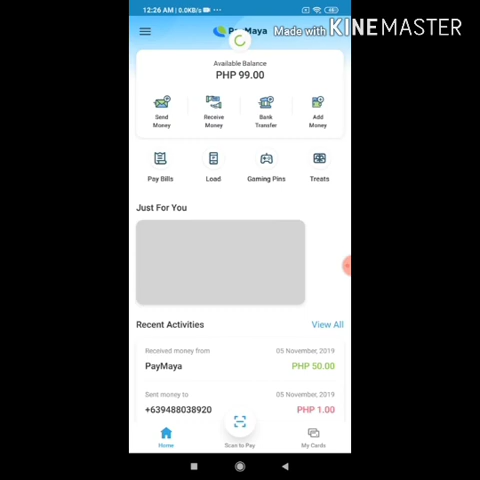 12:26 AM | 0.0KB/s
PayMaya
Made with KINEMASTER
Available Balance
PHP 99.00
Send Money
Receive Money
Bank Transfer
Add Money
Pay Bills
Load
Gaming Pins
Treats
Just For You
Recent Activities
View All
Received money from
05 November, 2019
PayMaya
PHP 50.00
Sent money to
05 November, 2019
+639488038920
PHP 1.00
Home
Scan to Pay
My Cards